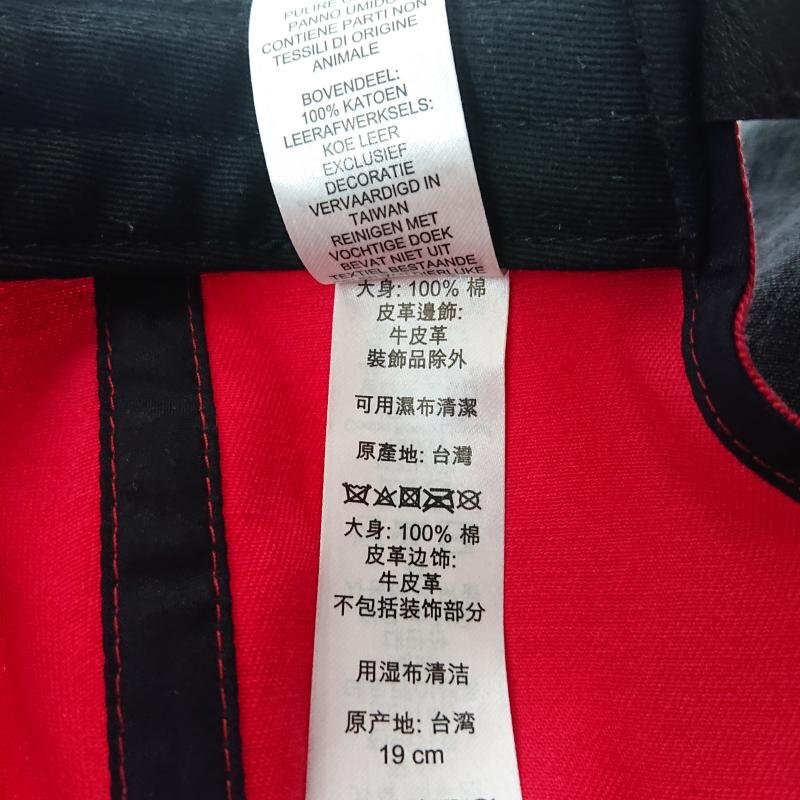 PULIRE
PANNO UMIDO
CONTIENE PARTI NON
TESSILI DI ORIGINE
ANIMALE
BOVENDEEL:
100% KATOEN
LEERAFWERKSELS:
KOE LEER
EXCLUSIEF
DECORATIE
VERVAARDIGD IN
TAIWAN
REINIGEN MET
VOCHTIGE DOEK
BEVAT NIET UIT
TEXTIEL BESTAANDE
大身: 100% 棉
皮革邊飾:
牛皮革
裝飾品除外
可用濕布清潔
原產地: 台灣
大身: 100% 棉
皮革边饰:
牛皮革
不包括装饰部分
用湿布清洁
原产地: 台湾
19 cm